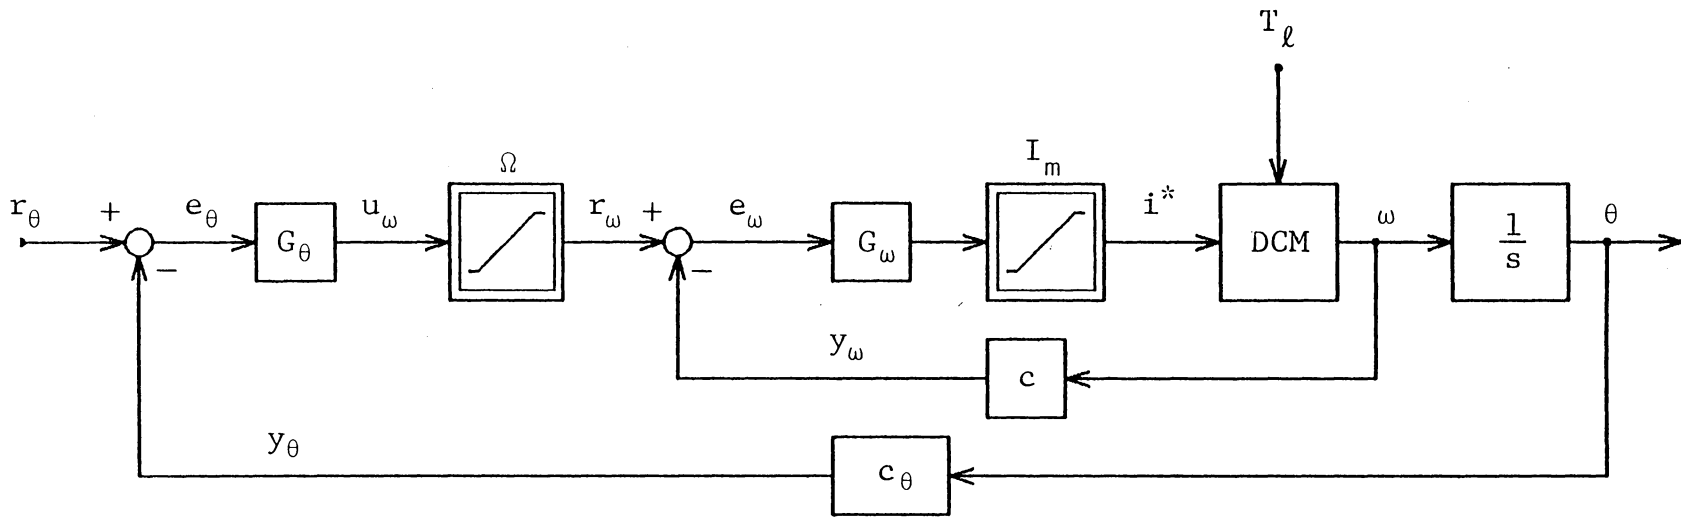 T_ℓ
Ω
I_m
r_θ + e_θ G_θ u_ω r_ω + e_ω G_ω i* DCM ω 1/s θ
− −
y_ω c
y_θ c_θ